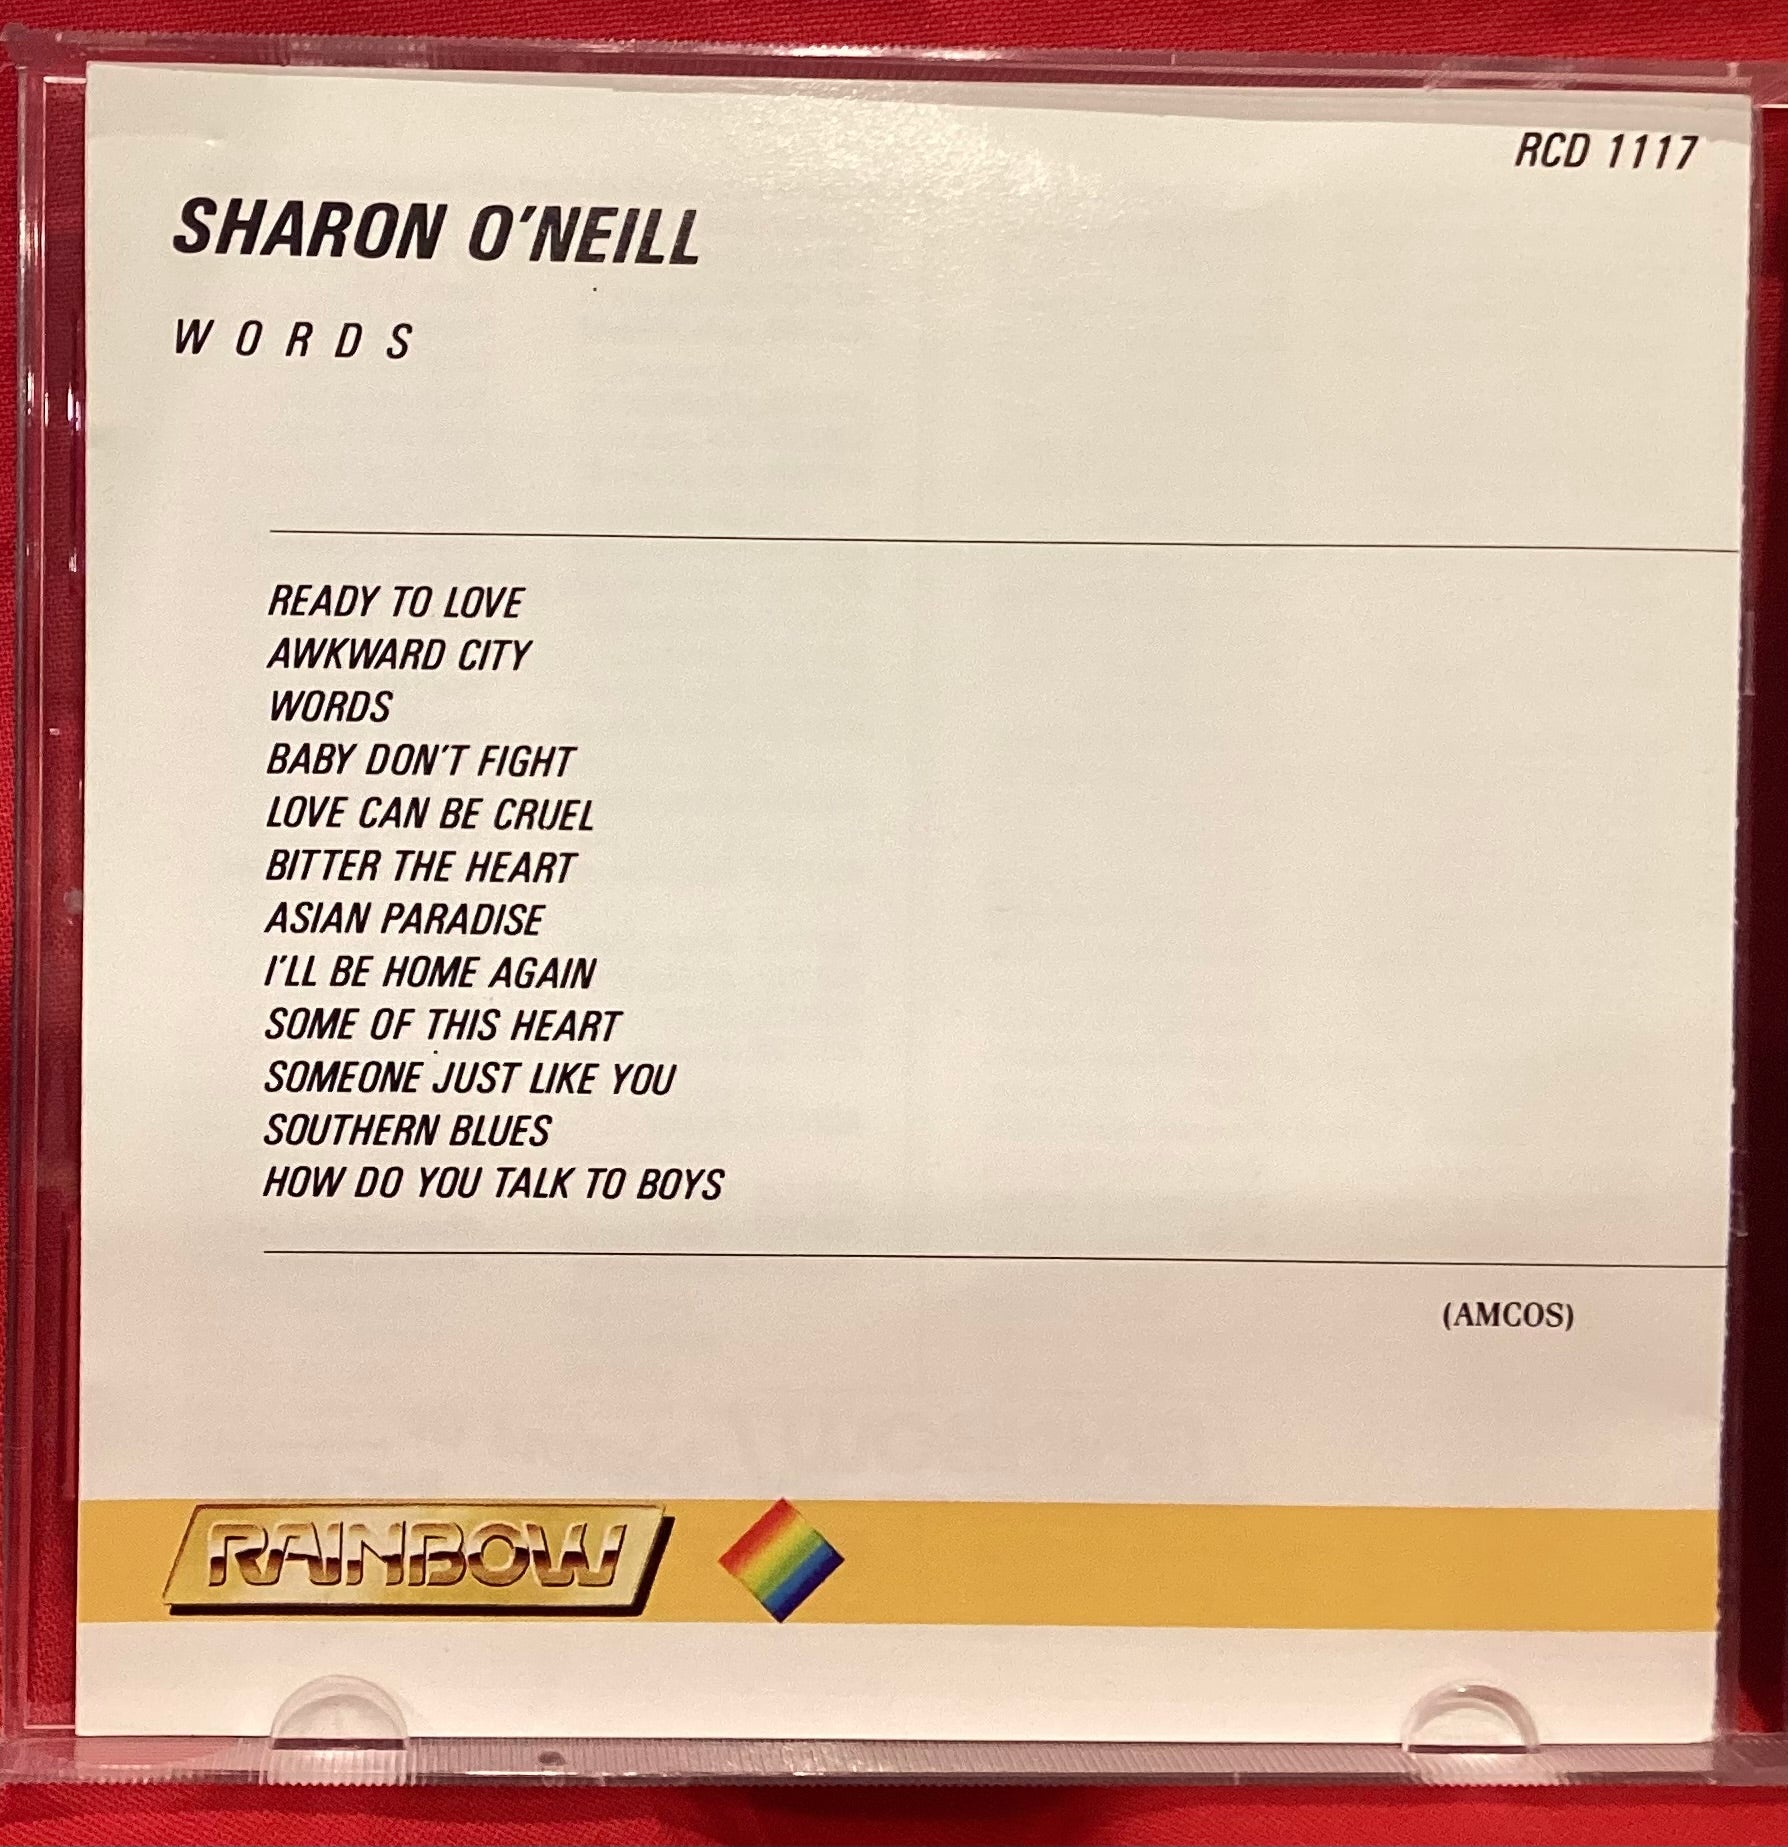 RCD 1117
SHARON O'NEILL
WORDS
READY TO LOVE
AWKWARD CITY
WORDS
BABY DON'T FIGHT
LOVE CAN BE CRUEL
BITTER THE HEART
ASIAN PARADISE
I'LL BE HOME AGAIN
SOME OF THIS HEART
SOMEONE JUST LIKE YOU
SOUTHERN BLUES
HOW DO YOU TALK TO BOYS
(AMCOS)
RAINBOW